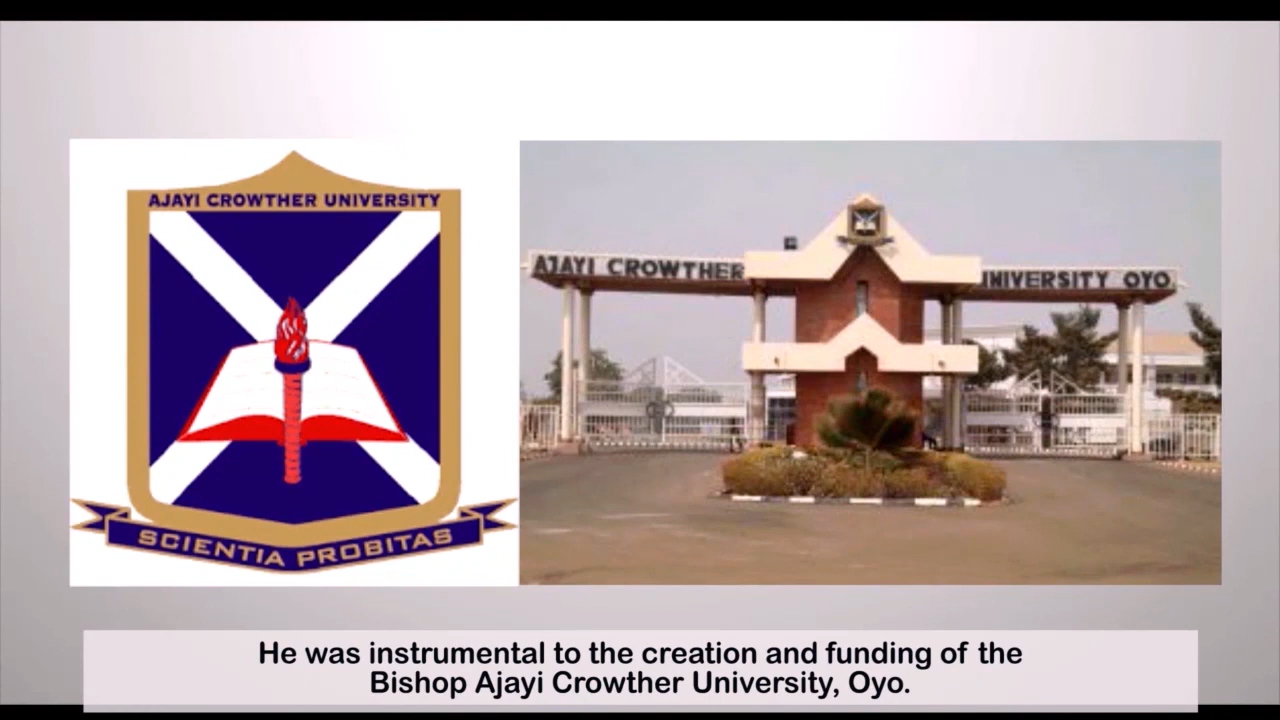 AJAYI CROWTHER UNIVERSITY
SCIENTIA PROBITAS
AJAYI CROWTHER UNIVERSITY OYO
He was instrumental to the creation and funding of the
Bishop Ajayi Crowther University, Oyo.